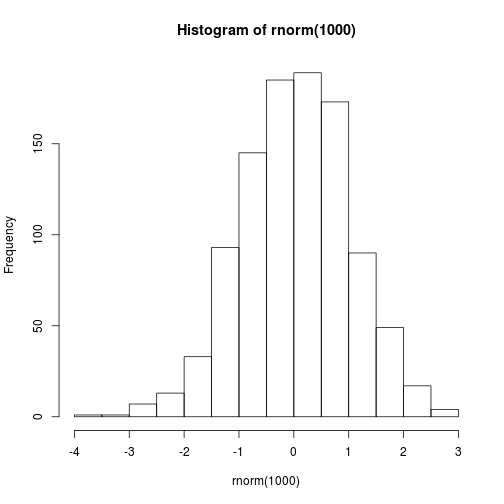 Histogram of rnorm(1000)
150
100
50
0
Frequency
-4 -3 -2 -1 0 1 2 3
rnorm(1000)